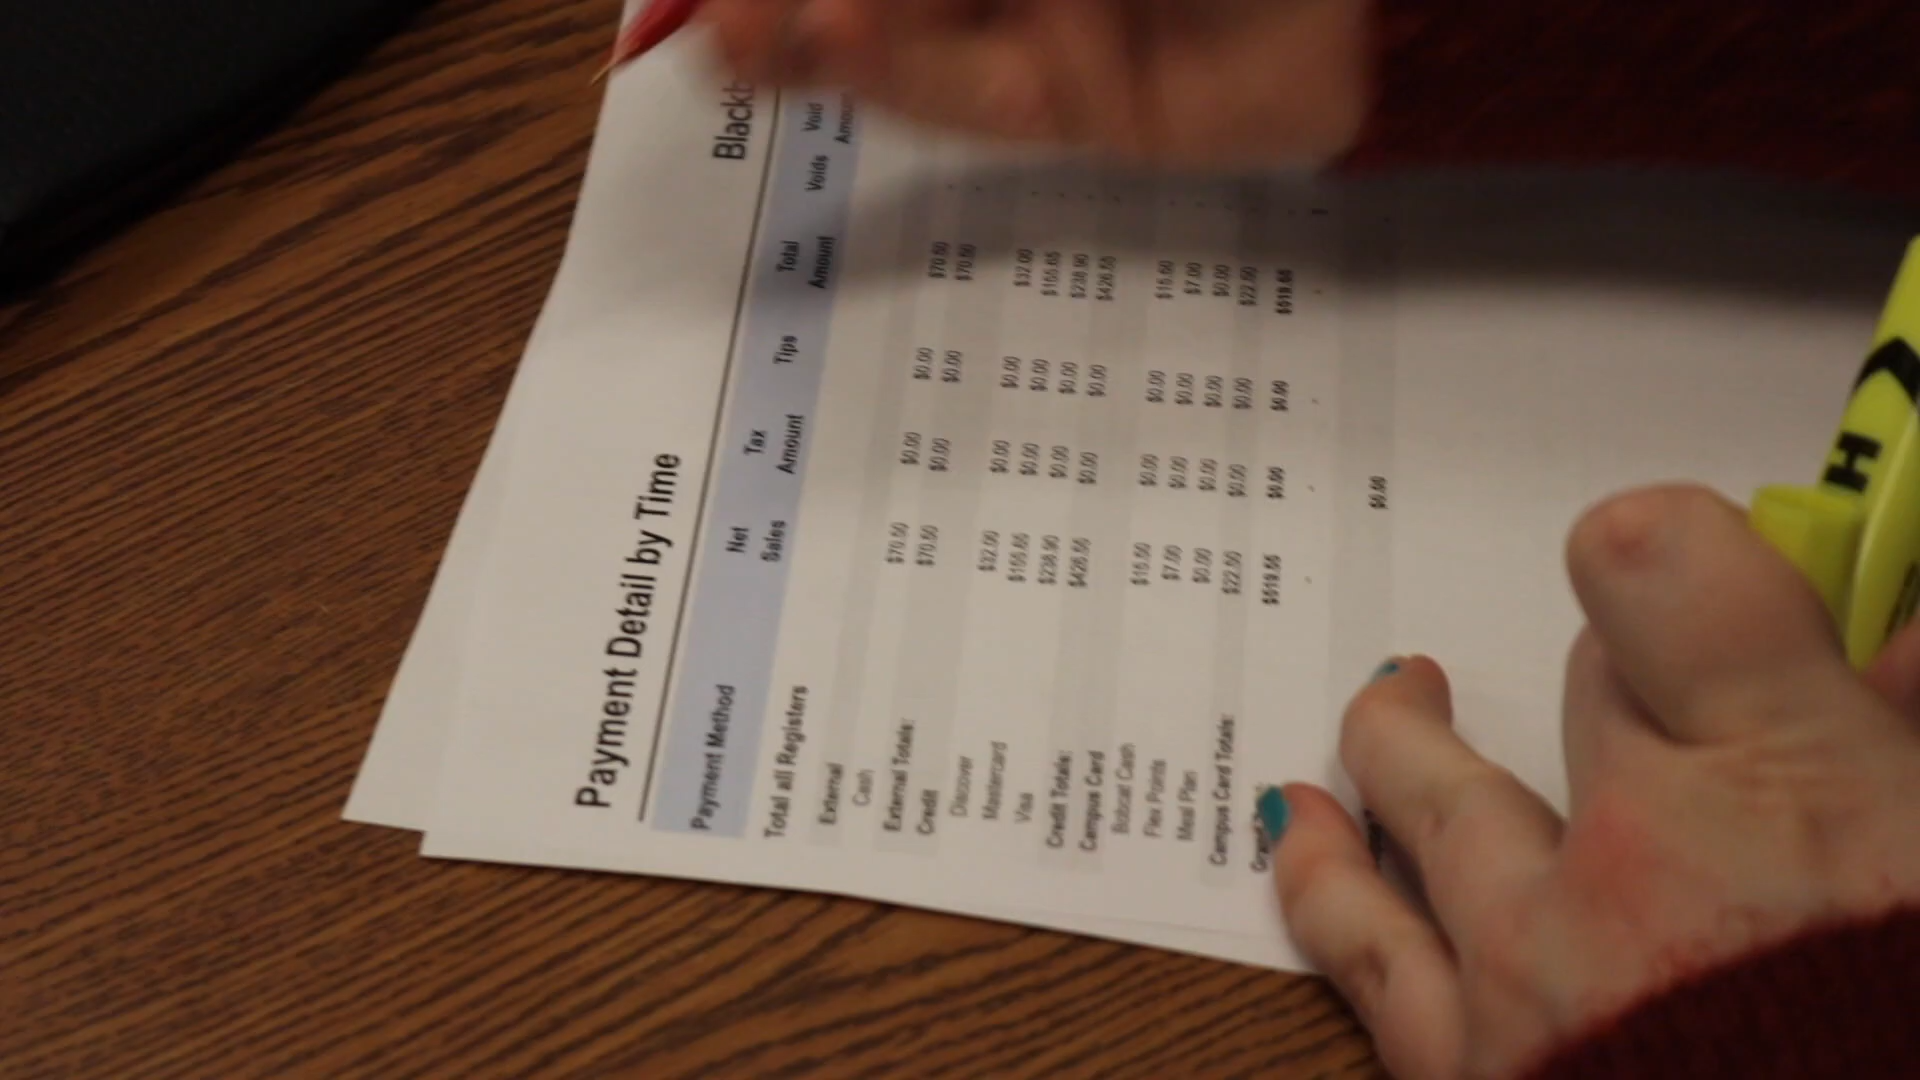 Payment Detail by Time
Payment Method Net Sales Tax Amount Tips Total Amount Voids Void
Total all Registers
External
Cash $70.50 $0.00 $0.00 $70.50
External Totals: $70.50 $0.00 $0.00 $70.50
Credit
Discover $32.00 $0.00 $0.00 $32.00
Mastercard $155.65 $0.00 $0.00 $155.65
Visa $238.90 $0.00 $0.00 $238.90
Credit Totals: $426.55 $0.00 $0.00 $426.55
Campus Card
Bobcat Cash $15.50 $0.00 $0.00 $15.50
Flex Points $7.00 $0.00 $0.00 $7.00
Meal Plan $0.00 $0.00 $0.00 $0.00
Campus Card Totals: $22.50 $0.00 $0.00 $22.50
$519.55 $0.00 $0.00 $519.55
$0.00
H